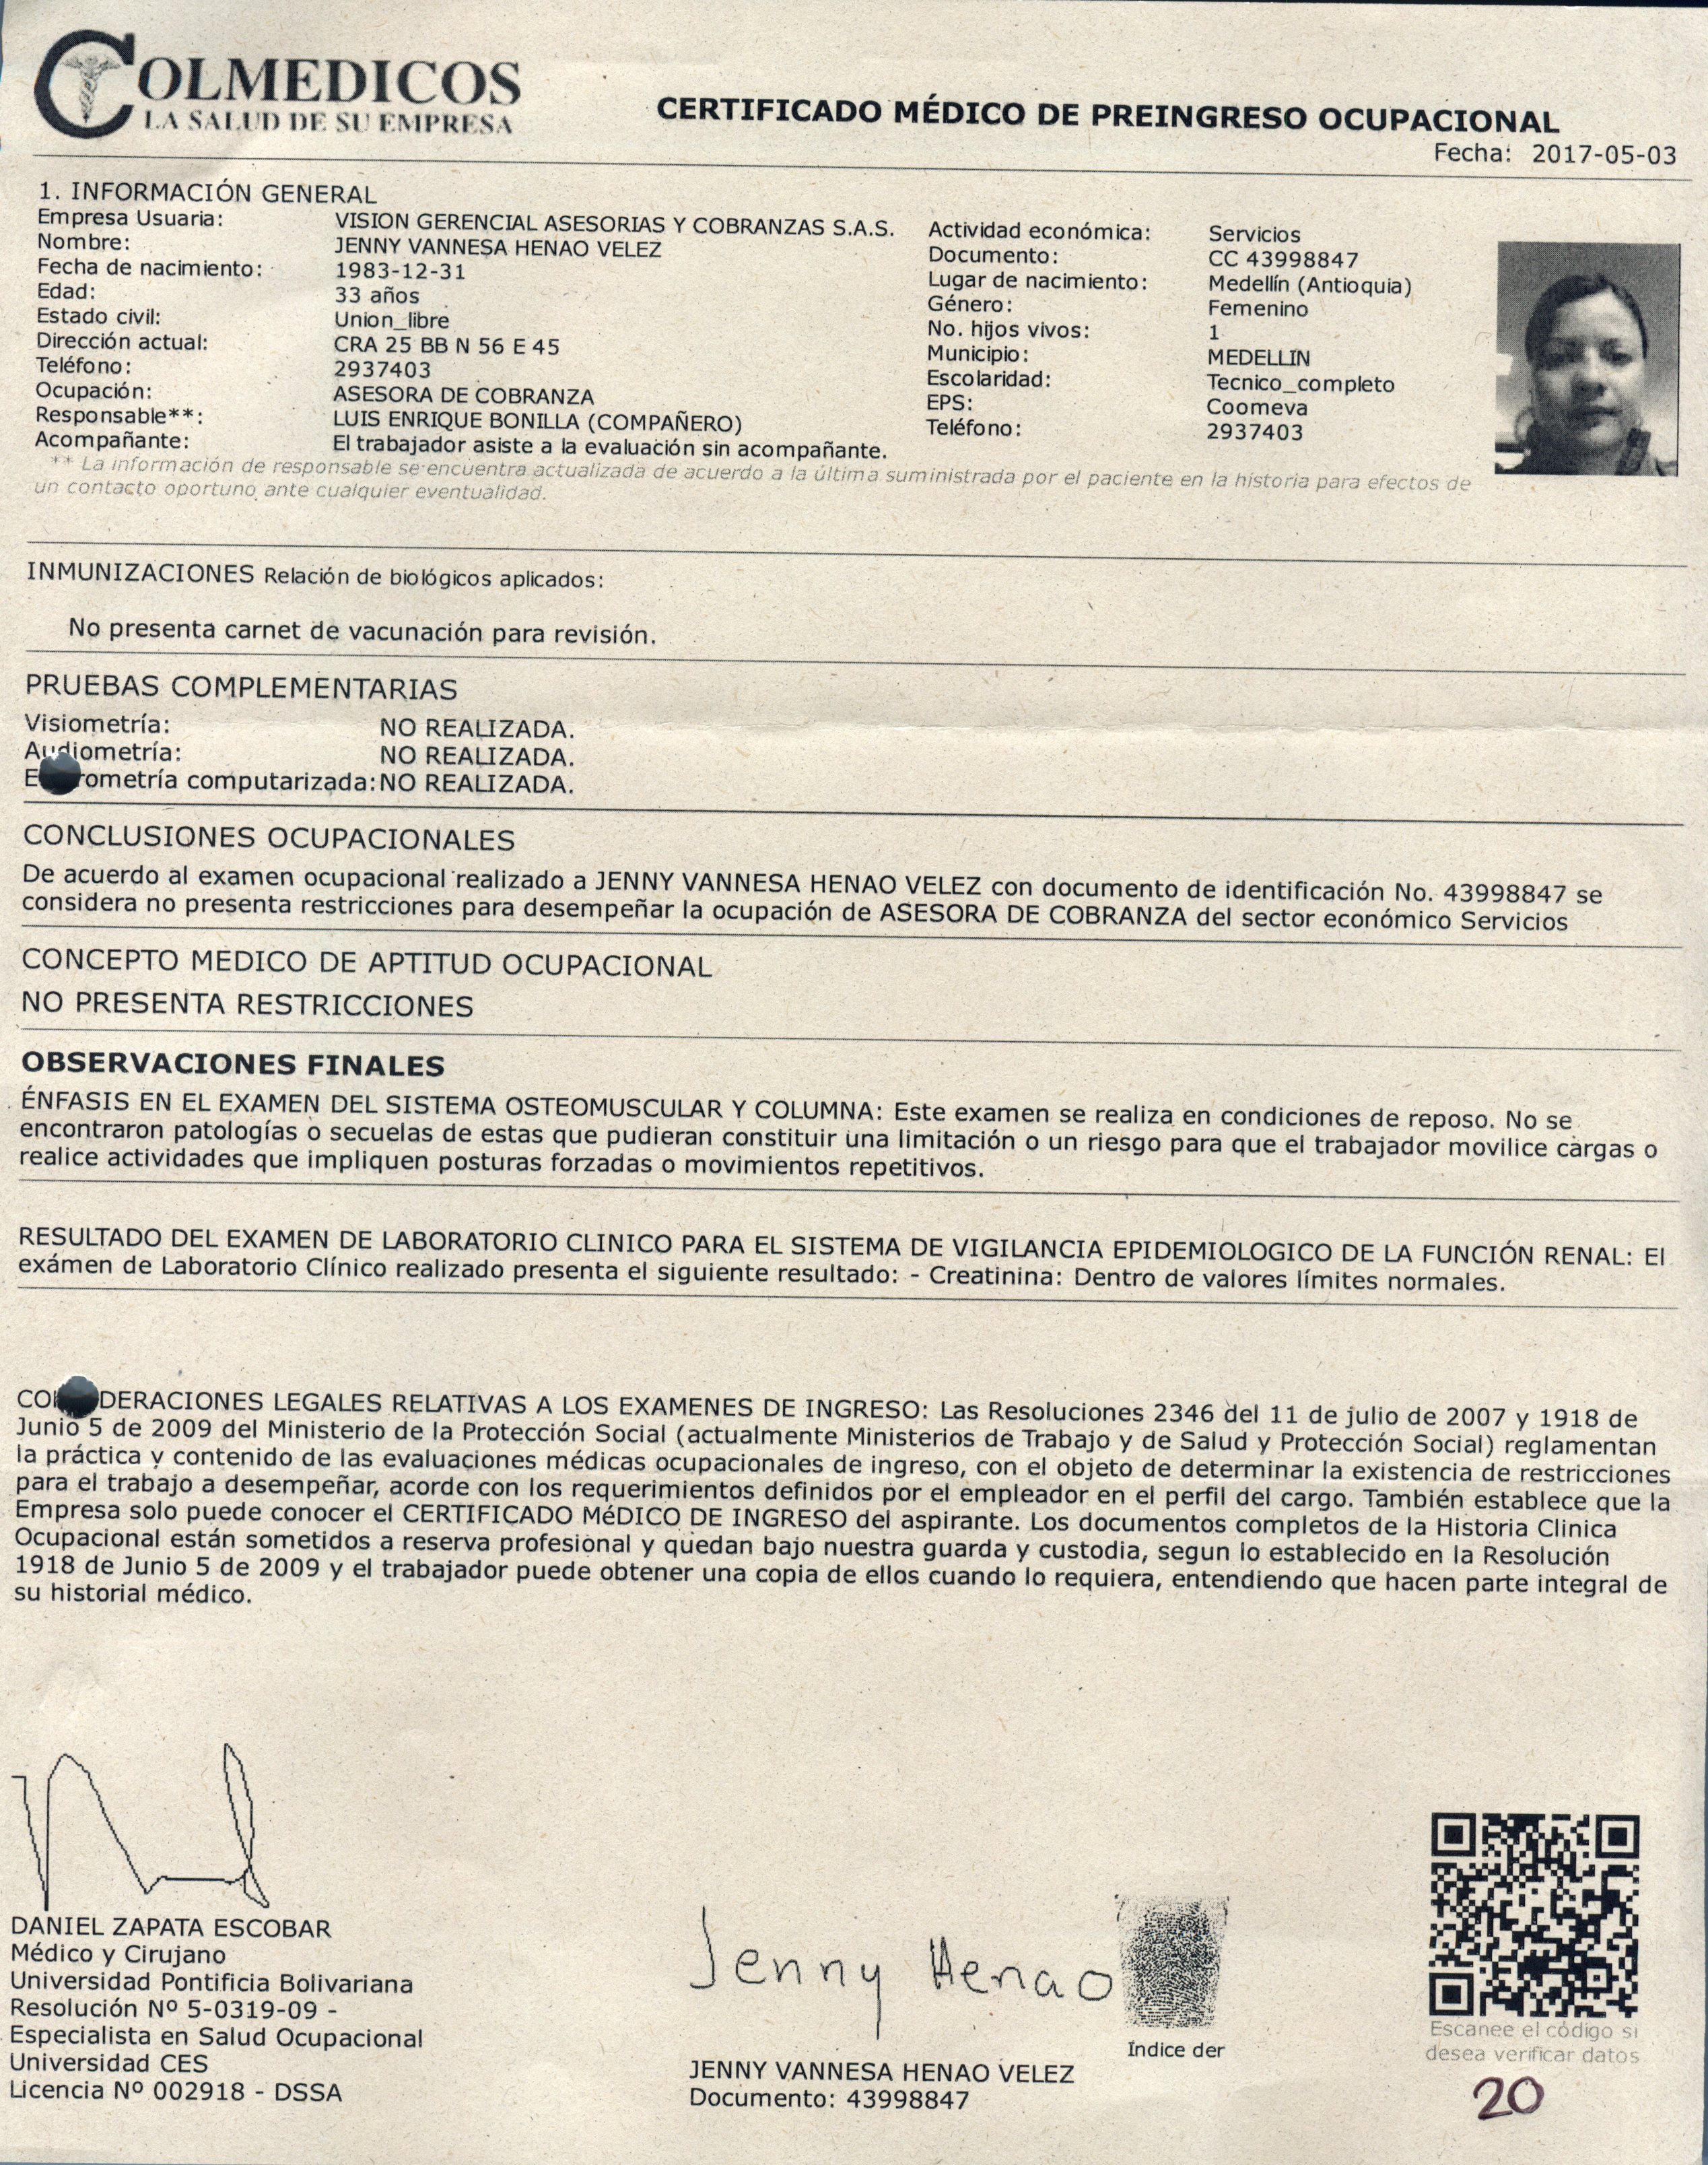 COLMEDICOS
LA SALUD DE SU EMPRESA
CERTIFICADO MÉDICO DE PREINGRESO OCUPACIONAL
Fecha: 2017-05-03
1. INFORMACIÓN GENERAL
Empresa Usuaria: VISION GERENCIAL ASESORIAS Y COBRANZAS S.A.S. Actividad económica: Servicios
Nombre: JENNY VANNESA HENAO VELEZ Documento: CC 43998847
Fecha de nacimiento: 1983-12-31 Lugar de nacimiento: Medellín (Antioquia)
Edad: 33 años Género: Femenino
Estado civil: Union_libre No. hijos vivos: 1
Dirección actual: CRA 25 BB N 56 E 45 Municipio: MEDELLIN
Teléfono: 2937403 Escolaridad: Tecnico_completo
Ocupación: ASESORA DE COBRANZA EPS: Coomeva
Responsable**: LUIS ENRIQUE BONILLA (COMPAÑERO) Teléfono: 2937403
Acompañante: El trabajador asiste a la evaluación sin acompañante.
** La información de responsable se encuentra actualizada de acuerdo a la última suministrada por el paciente en la historia para efectos de
un contacto oportuno ante cualquier eventualidad.
INMUNIZACIONES Relación de biológicos aplicados:
No presenta carnet de vacunación para revisión.
PRUEBAS COMPLEMENTARIAS
Visiometría: NO REALIZADA.
Audiometría: NO REALIZADA.
E rometría computarizada: NO REALIZADA.
CONCLUSIONES OCUPACIONALES
De acuerdo al examen ocupacional realizado a JENNY VANNESA HENAO VELEZ con documento de identificación No. 43998847 se
considera no presenta restricciones para desempeñar la ocupación de ASESORA DE COBRANZA del sector económico Servicios
CONCEPTO MEDICO DE APTITUD OCUPACIONAL
NO PRESENTA RESTRICCIONES
OBSERVACIONES FINALES
ÉNFASIS EN EL EXAMEN DEL SISTEMA OSTEOMUSCULAR Y COLUMNA: Este examen se realiza en condiciones de reposo. No se
encontraron patologías o secuelas de estas que pudieran constituir una limitación o un riesgo para que el trabajador movilice cargas o
realice actividades que impliquen posturas forzadas o movimientos repetitivos.
RESULTADO DEL EXAMEN DE LABORATORIO CLINICO PARA EL SISTEMA DE VIGILANCIA EPIDEMIOLOGICO DE LA FUNCIÓN RENAL: El
exámen de Laboratorio Clínico realizado presenta el siguiente resultado: - Creatinina: Dentro de valores límites normales.
CO DERACIONES LEGALES RELATIVAS A LOS EXAMENES DE INGRESO: Las Resoluciones 2346 del 11 de julio de 2007 y 1918 de
Junio 5 de 2009 del Ministerio de la Protección Social (actualmente Ministerios de Trabajo y de Salud y Protección Social) reglamentan
la práctica y contenido de las evaluaciones médicas ocupacionales de ingreso, con el objeto de determinar la existencia de restricciones
para el trabajo a desempeñar, acorde con los requerimientos definidos por el empleador en el perfil del cargo. También establece que la
Empresa solo puede conocer el CERTIFICADO MéDICO DE INGRESO del aspirante. Los documentos completos de la Historia Clinica
Ocupacional están sometidos a reserva profesional y quedan bajo nuestra guarda y custodia, segun lo establecido en la Resolución
1918 de Junio 5 de 2009 y el trabajador puede obtener una copia de ellos cuando lo requiera, entendiendo que hacen parte integral de
su historial médico.
DANIEL ZAPATA ESCOBAR
Médico y Cirujano
Universidad Pontificia Bolivariana
Resolución Nº 5-0319-09 -
Especialista en Salud Ocupacional
Universidad CES
Licencia Nº 002918 - DSSA
Jenny Henao
Índice der
JENNY VANNESA HENAO VELEZ
Documento: 43998847
Escanee el código si
desea verificar datos
20